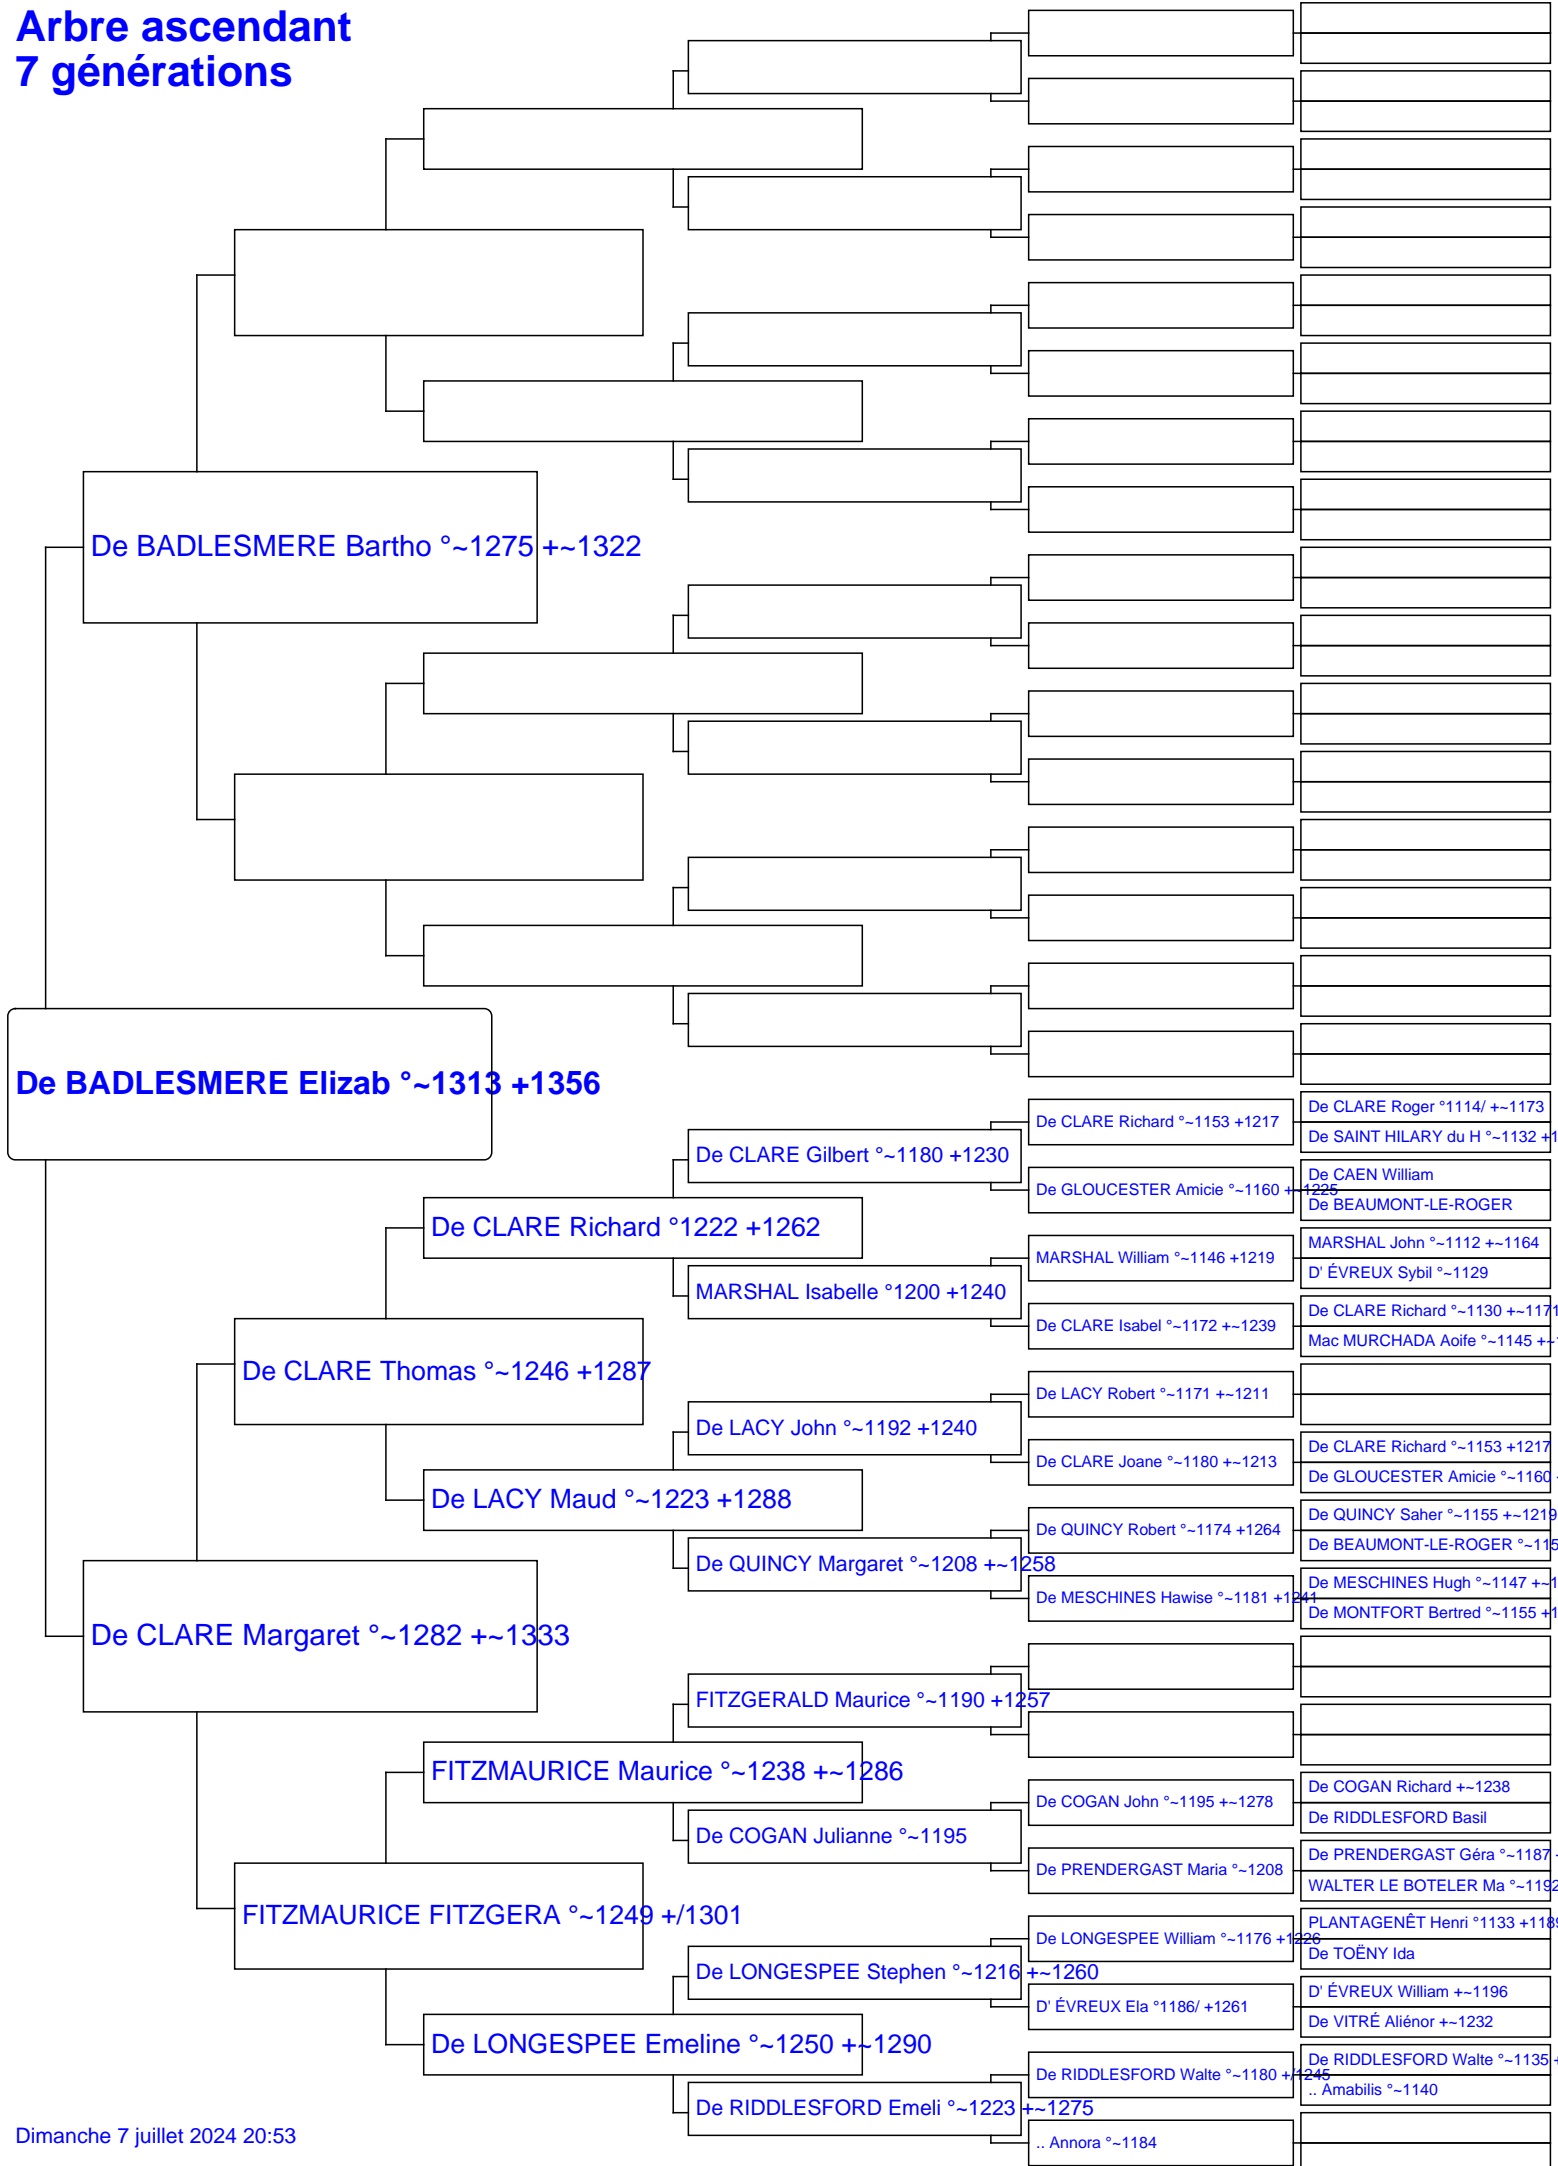 Arbre ascendant
7 générations
De BADLESMERE Bartho °~1275 +~1322
De BADLESMERE Elizab °~1313 +1356
De CLARE Roger °1114/ +~1173
De CLARE Richard °~1153 +1217
De SAINT HILARY du H °~1132 +1
De CLARE Gilbert °~1180 +1230
De CAEN William
De GLOUCESTER Amicie °~1160 +~1225
De BEAUMONT-LE-ROGER
De CLARE Richard °1222 +1262
MARSHAL John °~1112 +~1164
MARSHAL William °~1146 +1219
D' ÉVREUX Sybil °~1129
MARSHAL Isabelle °1200 +1240
De CLARE Richard °~1130 +~1171
De CLARE Isabel °~1172 +~1239
Mac MURCHADA Aoife °~1145 +~
De CLARE Thomas °~1246 +1287
De LACY Robert °~1171 +~1211
De LACY John °~1192 +1240
De CLARE Richard °~1153 +1217
De CLARE Joane °~1180 +~1213
De GLOUCESTER Amicie °~1160
De LACY Maud °~1223 +1288
De QUINCY Saher °~1155 +~1219
De QUINCY Robert °~1174 +1264
De BEAUMONT-LE-ROGER °~115
De QUINCY Margaret °~1208 +~1258
De MESCHINES Hugh °~1147 +~1
De MESCHINES Hawise °~1181 +1241
De MONTFORT Bertred °~1155 +1
De CLARE Margaret °~1282 +~1333
FITZGERALD Maurice °~1190 +1257
FITZMAURICE Maurice °~1238 +~1286
De COGAN Richard +~1238
De COGAN John °~1195 +~1278
De RIDDLESFORD Basil
De COGAN Julianne °~1195
De PRENDERGAST Géra °~1187
De PRENDERGAST Maria °~1208
WALTER LE BOTELER Ma °~1192
FITZMAURICE FITZGERA °~1249 +/1301
PLANTAGENÊT Henri °1133 +1189
De LONGESPEE William °~1176 +1226
De TOËNY Ida
De LONGESPEE Stephen °~1216 +~1260
D' ÉVREUX William +~1196
D' ÉVREUX Ela °1186/ +1261
De VITRÉ Aliénor +~1232
De LONGESPEE Emeline °~1250 +~1290
De RIDDLESFORD Walte °~1135 +
De RIDDLESFORD Walte °~1180 +/1245
.. Amabilis °~1140
De RIDDLESFORD Emeli °~1223 +~1275
.. Annora °~1184
Dimanche 7 juillet 2024 20:53